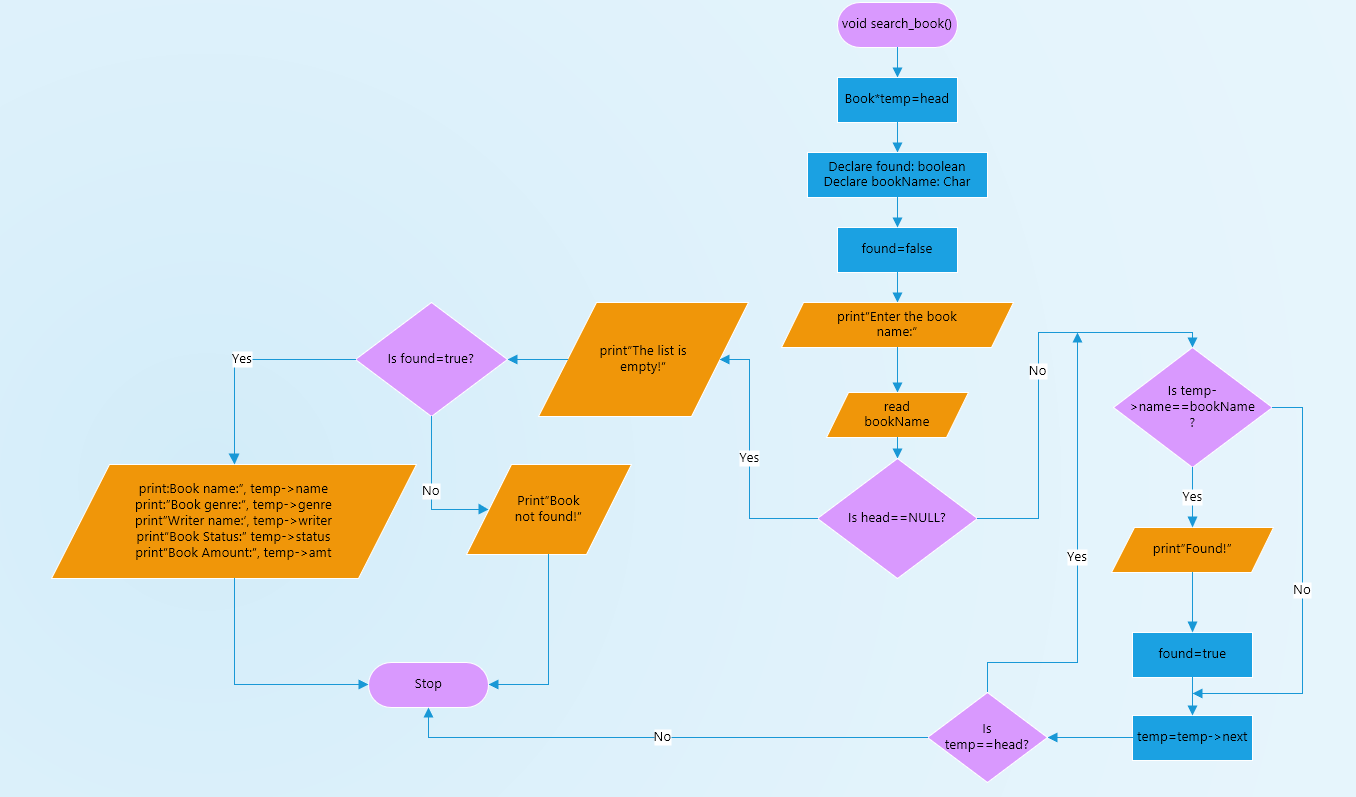 void search_book()
Book*temp=head
Declare found: boolean
Declare bookName: Char
found=false
print"Enter the book
name:"
read
bookName
Is head==NULL?
Yes
No
print"The list is
empty!"
Is found=true?
Yes
No
print:Book name:", temp->name
print:"Book genre:", temp->genre
print"Writer name:', temp->writer
print"Book Status:" temp->status
print"Book Amount:", temp->amt
Print"Book
not found!"
Stop
Is temp-
>name==bookName
?
Yes
No
print"Found!"
found=true
temp=temp->next
Is
temp==head?
Yes
No